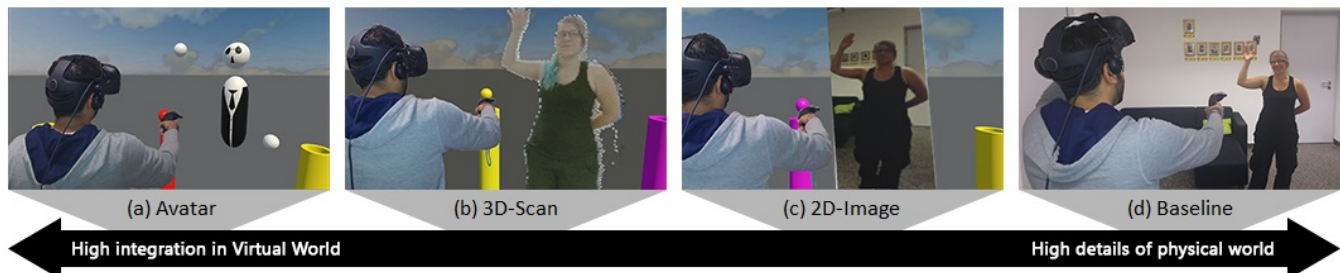 (a) Avatar
(b) 3D-Scan
(c) 2D-Image
(d) Baseline
High integration in Virtual World
High details of physical world